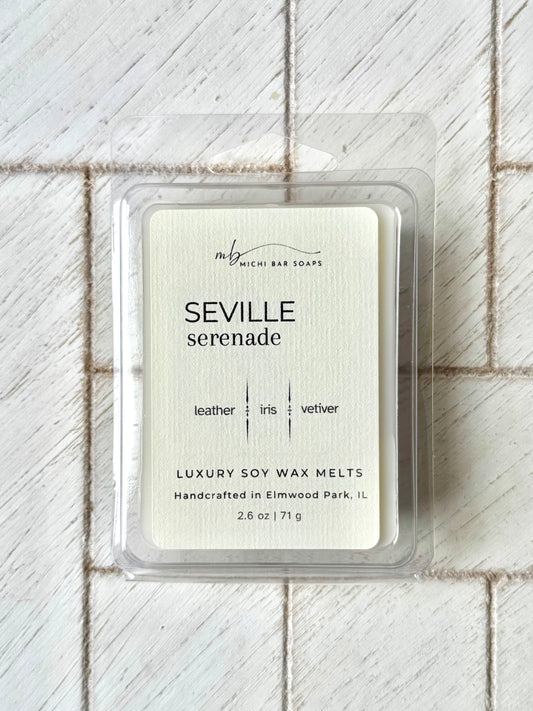 mb
MICHI BAR SOAPS
SEVILLE
serenade
leather iris vetiver
LUXURY SOY WAX MELTS
Handcrafted in Elmwood Park, IL
2.6 oz | 71 g